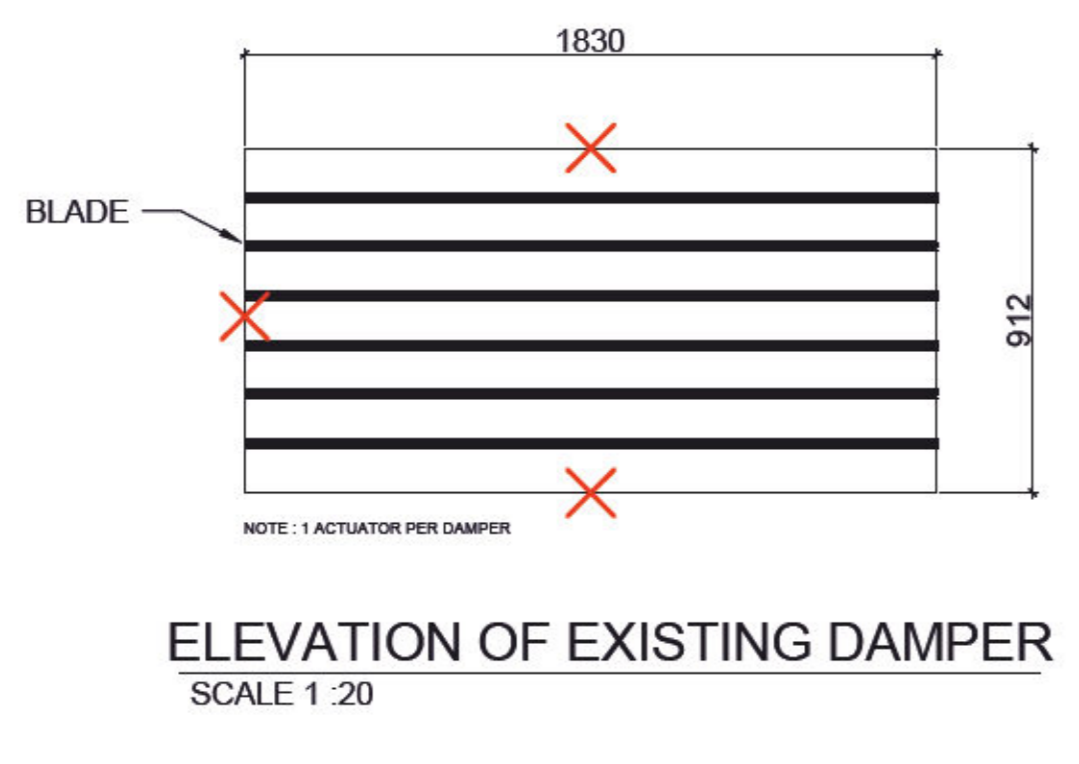 1830
BLADE
912
NOTE : 1 ACTUATOR PER DAMPER
ELEVATION OF EXISTING DAMPER
SCALE 1 :20